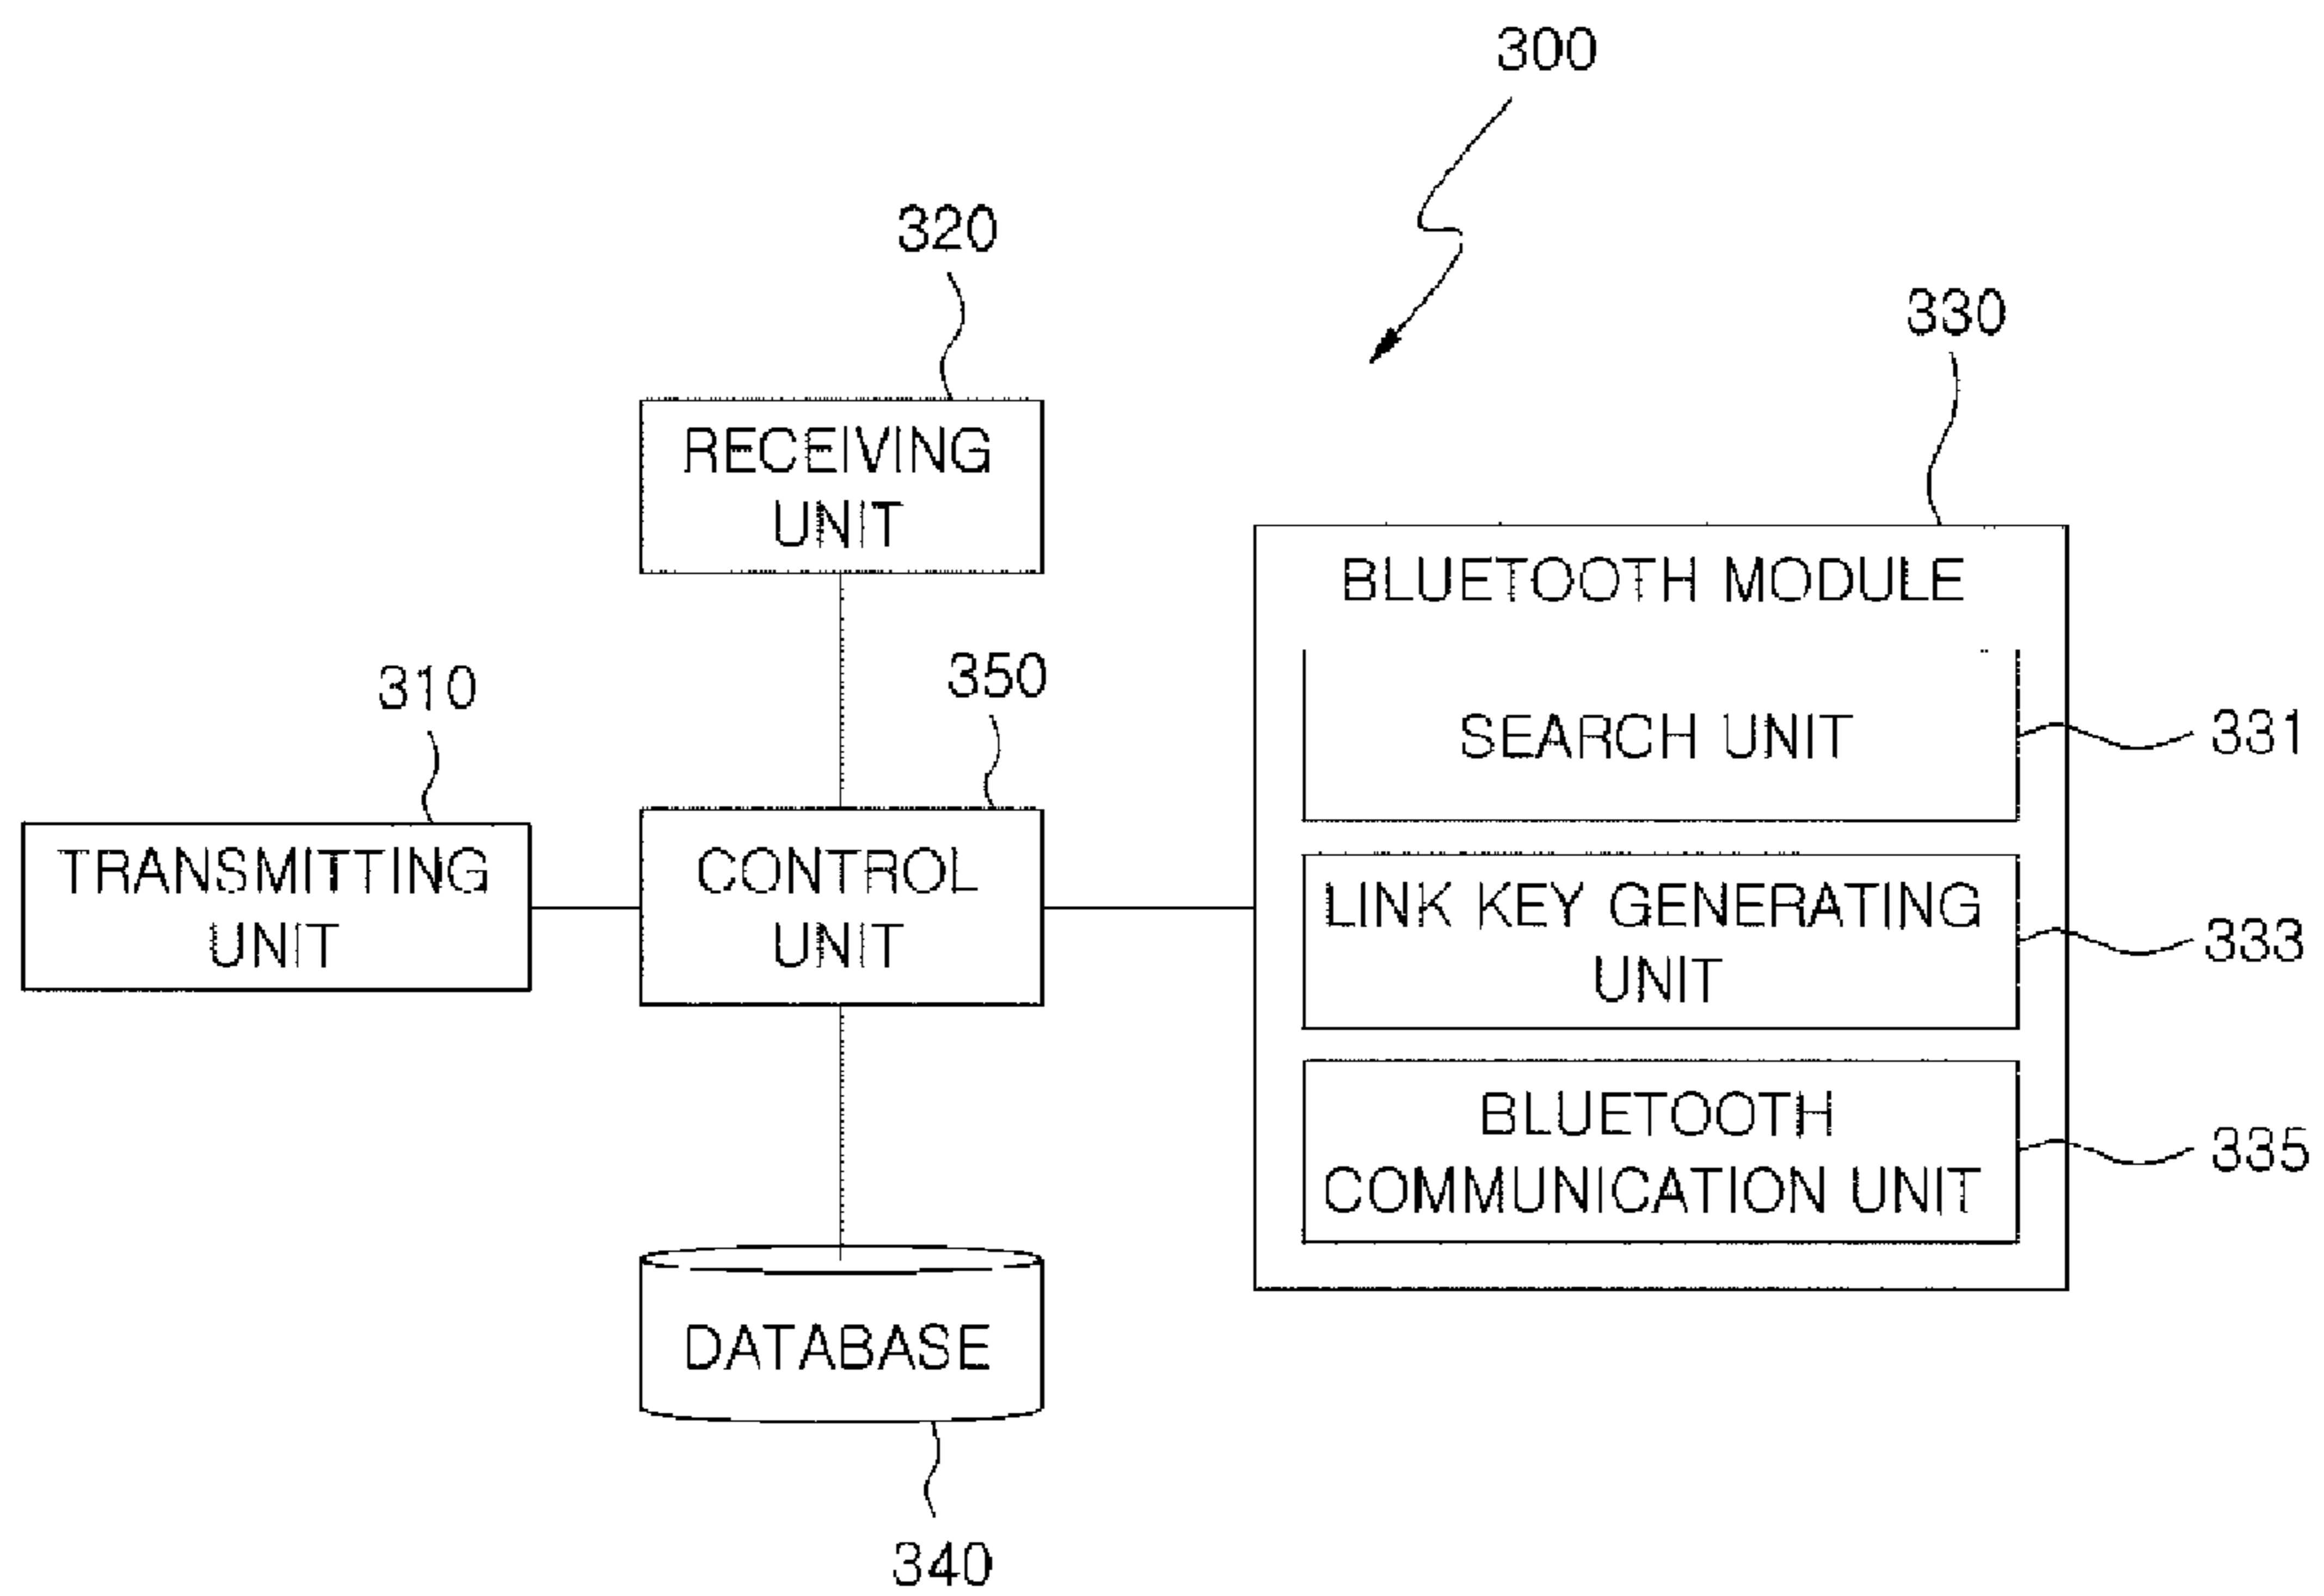 300
320
330
RECEIVING
UNIT
BLUETOOTH MODULE
350
310
SEARCH UNIT
331
TRANSMITTING
UNIT
CONTROL
UNIT
LINK KEY GENERATING
UNIT
333
BLUETOOTH
COMMUNICATION UNIT
335
DATABASE
340